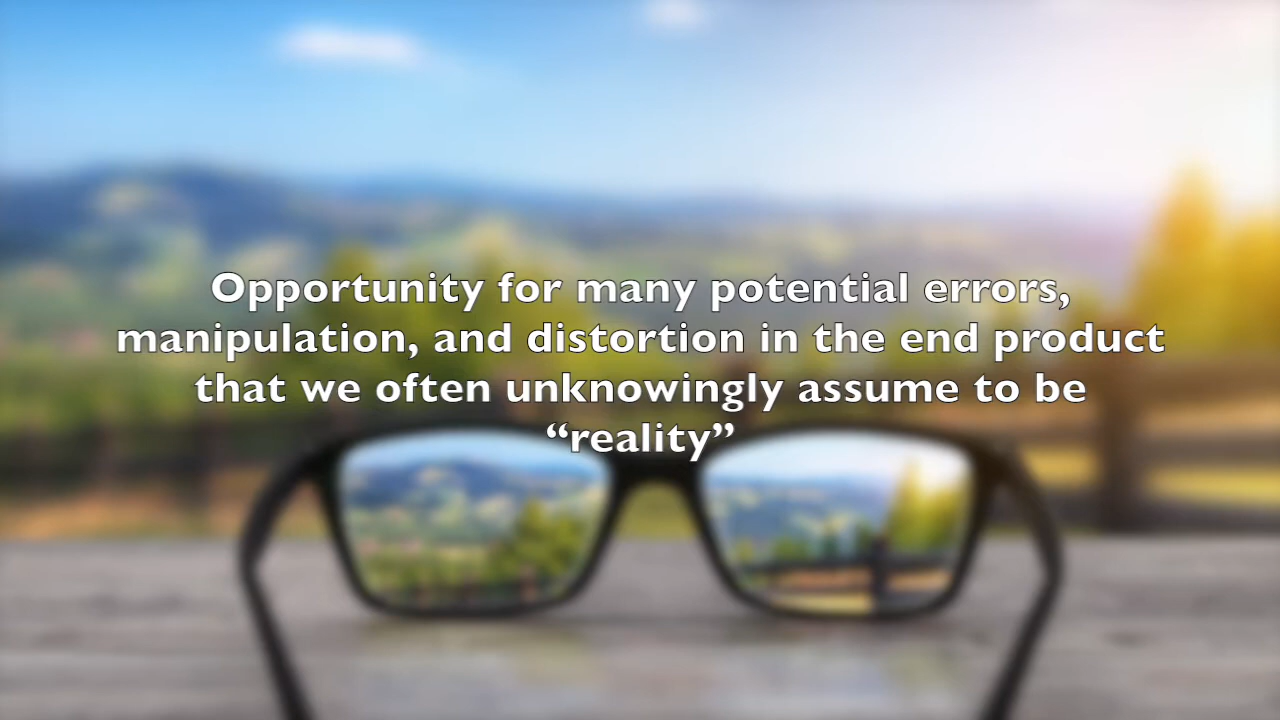 Opportunity for many potential errors,
manipulation, and distortion in the end product
that we often unknowingly assume to be
“reality”